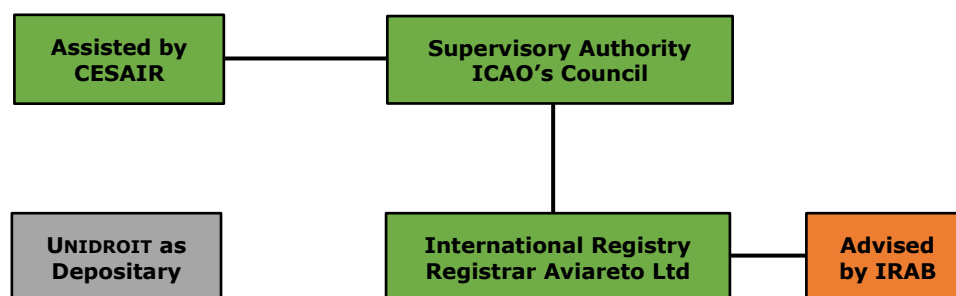 Assisted by
CESAIR
Supervisory Authority
ICAO’s Council
UNIDROIT as
Depositary
International Registry
Registrar Aviareto Ltd
Advised
by IRAB